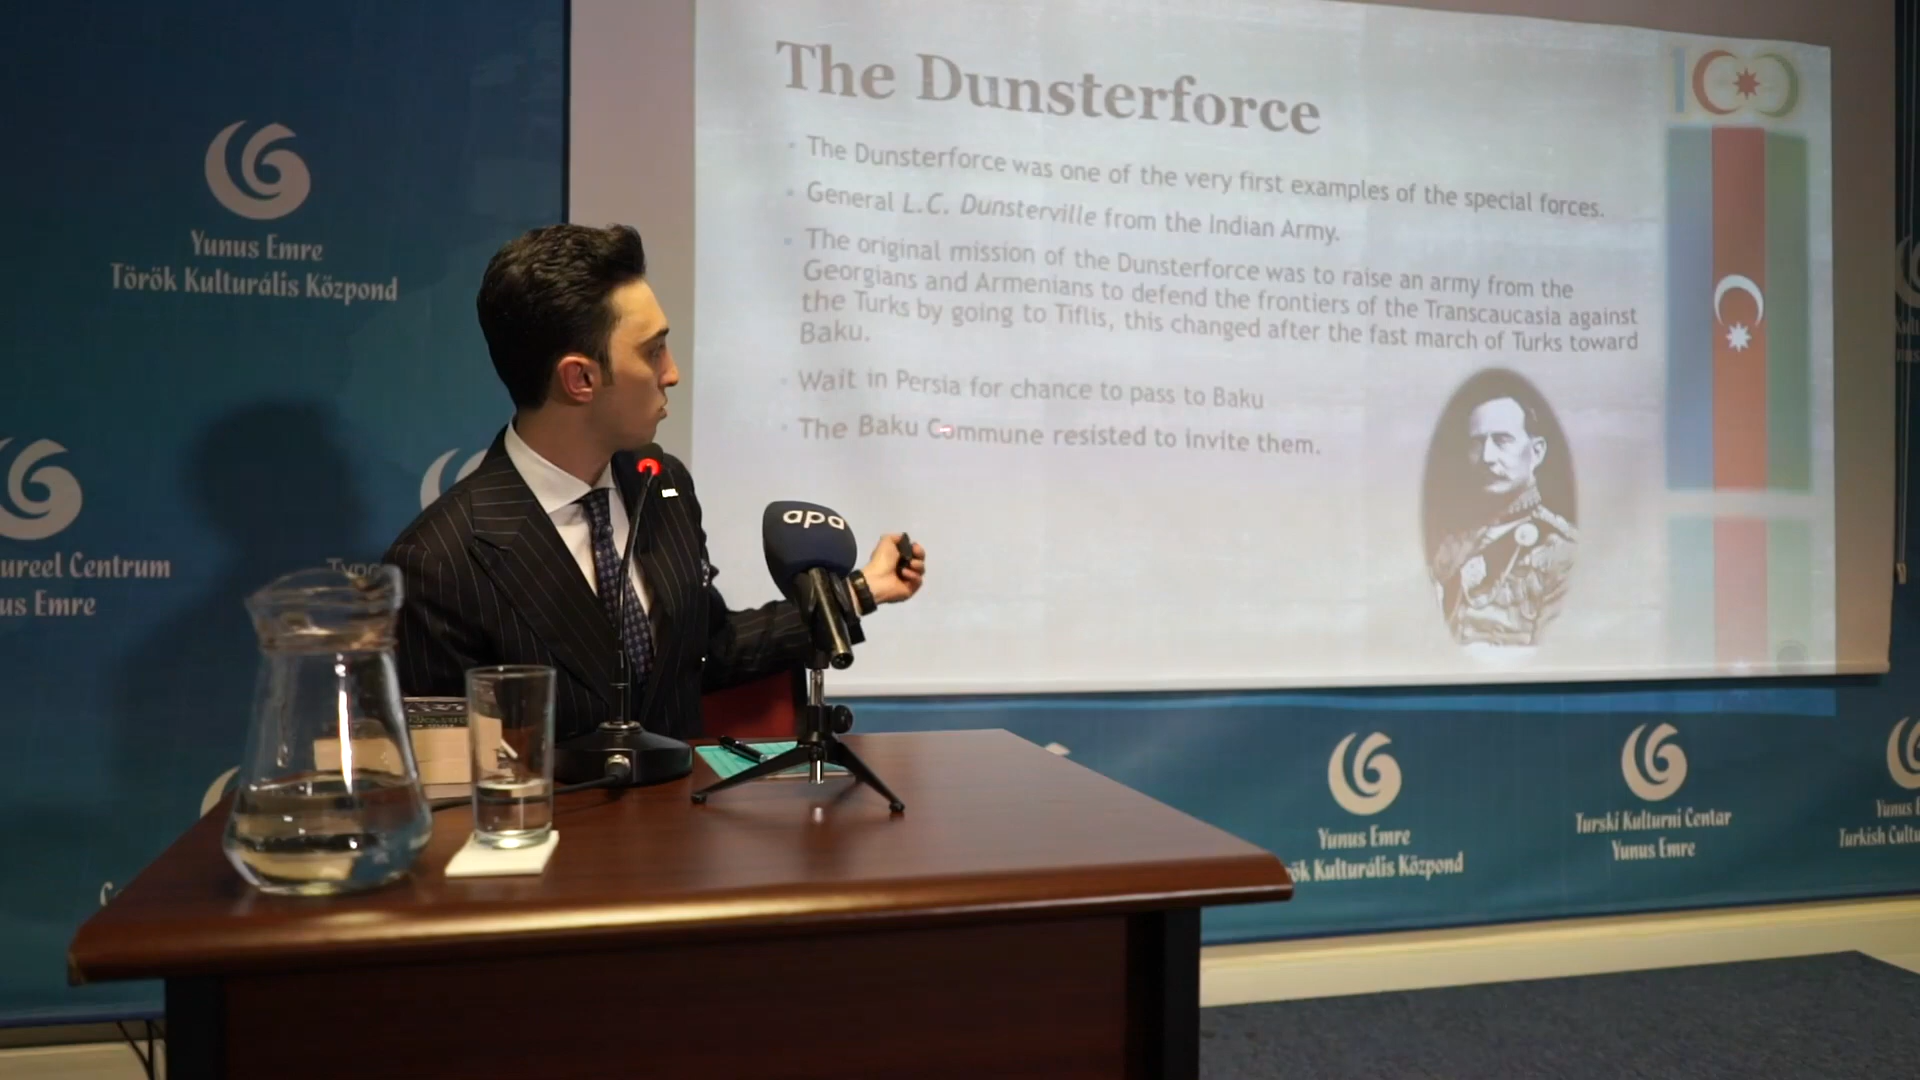 The Dunsterforce
The Dunsterforce was one of the very first examples of the special forces.
General L.C. Dunsterville from the Indian Army.
The original mission of the Dunsterforce was to raise an army from the
Georgians and Armenians to defend the frontiers of the Transcaucasia against
the Turks by going to Tiflis, this changed after the fast march of Turks toward
Baku.
Wait in Persia for chance to pass to Baku
The Baku Commune resisted to invite them.
100
Yunus Emre
Török Kulturális Központ
ureel Centrum
us Emre
apa
Yunus Emre
ök Kulturális Központ
Turski Kulturni Centar
Yunus Emre
Yunus
Turkish Cultu